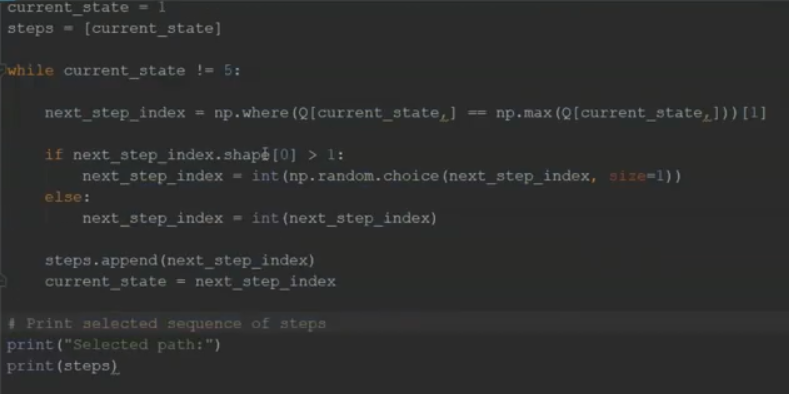 current_state = 1
steps = [current_state]
while current_state != 5:
next_step_index = np.where(Q[current_state,] == np.max(Q[current_state,]))[1]
if next_step_index.shape[0] > 1:
next_step_index = int(np.random.choice(next_step_index, size=1))
else:
next_step_index = int(next_step_index)
steps.append(next_step_index)
current_state = next_step_index
# Print selected sequence of steps
print("Selected path:")
print(steps)